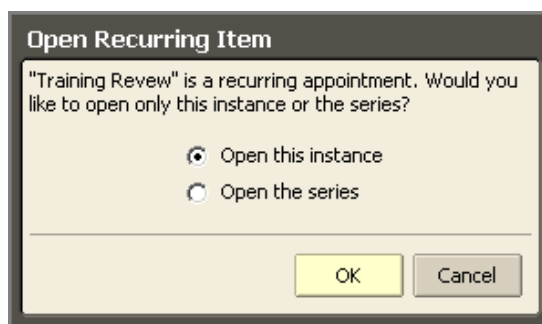 Open Recurring Item
"Training Revew" is a recurring appointment. Would you
like to open only this instance or the series?
Open this instance
Open the series
OK Cancel